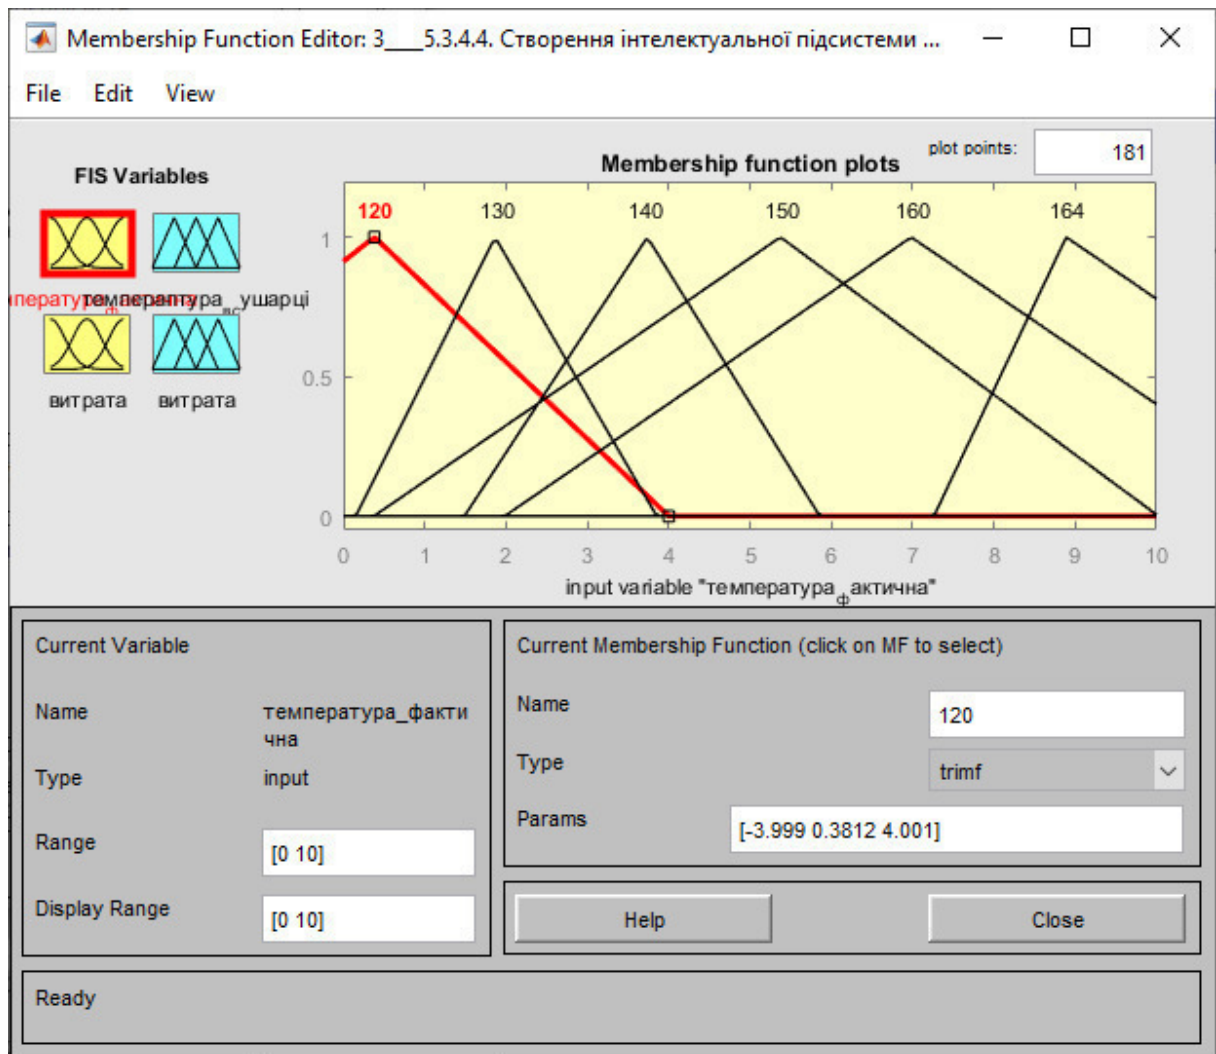 Membership Function Editor: 3___5.3.4.4. Створення інтелектуальної підсистеми ...
File Edit View
FIS Variables
Membership function plots
plot points: 181
120 130 140 150 160 164
1
0.5
0
0 1 2 3 4 5 6 7 8 9 10
input variable "температура_фактична"
ушарці
витрата витрата
Current Variable
Name температура_факти
чна
Type input
Range [0 10]
Display Range [0 10]
Current Membership Function (click on MF to select)
Name 120
Type trimf
Params [-3.999 0.3812 4.001]
Help Close
Ready